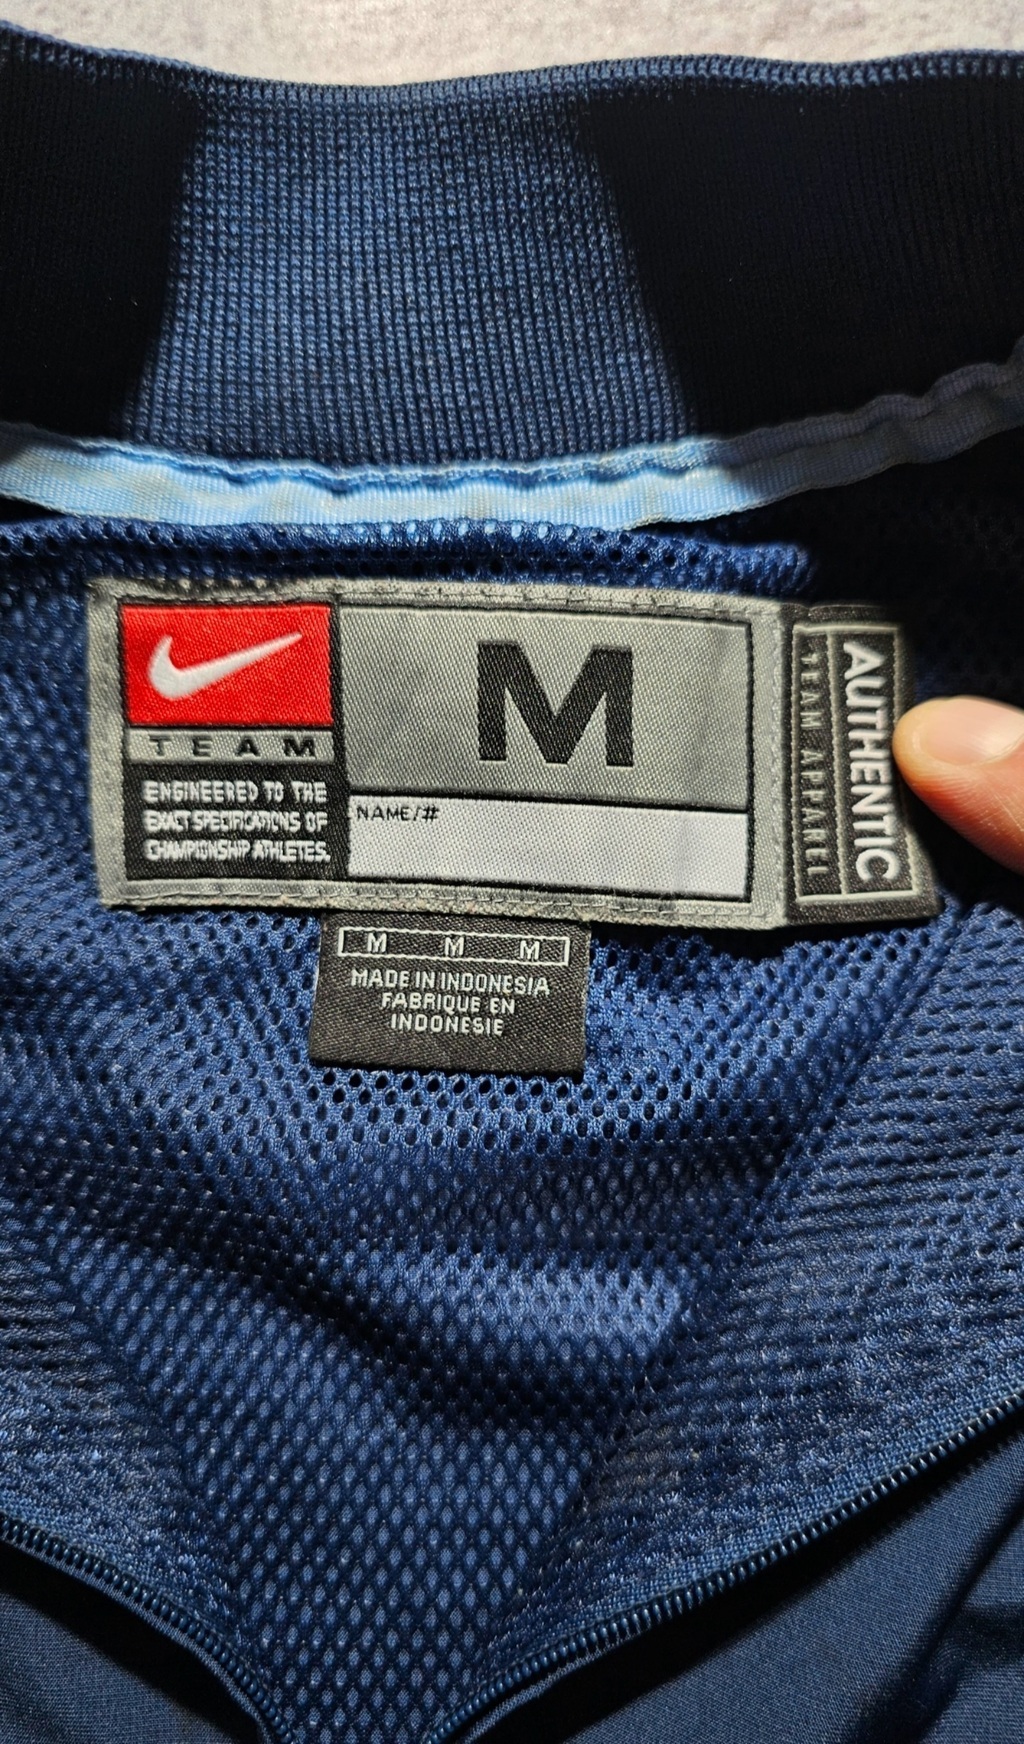 TEAM
ENGINEERED TO THE
EXACT SPECIFICATIONS OF
CHAMPIONSHIP ATHLETES.
M
NAME/#
AUTHENTIC
TEAM APPAREL
M M M
MADE IN INDONESIA
FABRIQUE EN
INDONESIE